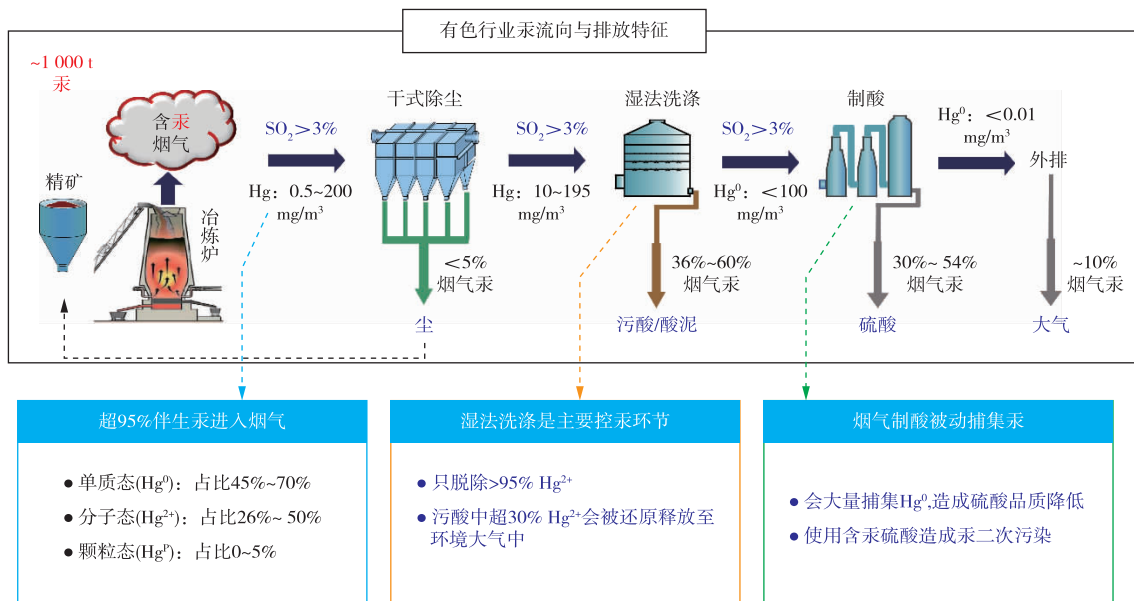 有色行业汞流向与排放特征
~1 000 t
汞
含汞
烟气
精矿
冶炼炉
SO₂＞3%
Hg：0.5~200
mg/m³
干式除尘
＜5%
烟气汞
尘
SO₂＞3%
Hg：10~195
mg/m³
湿法洗涤
36%~60%
烟气汞
污酸/酸泥
SO₂＞3%
Hg⁰：＜100
mg/m³
制酸
30%~ 54%
烟气汞
硫酸
Hg⁰：＜0.01
mg/m³
外排
~10%
烟气汞
大气
超95%伴生汞进入烟气
● 单质态(Hg⁰)：占比45%~70%
● 分子态(Hg²⁺)：占比26%~ 50%
● 颗粒态(Hgᴾ)：占比0~5%
湿法洗涤是主要控汞环节
● 只脱除>95% Hg²⁺
● 污酸中超30% Hg²⁺会被还原释放至
环境大气中
烟气制酸被动捕集汞
● 会大量捕集Hg⁰,造成硫酸品质降低
● 使用含汞硫酸造成汞二次污染